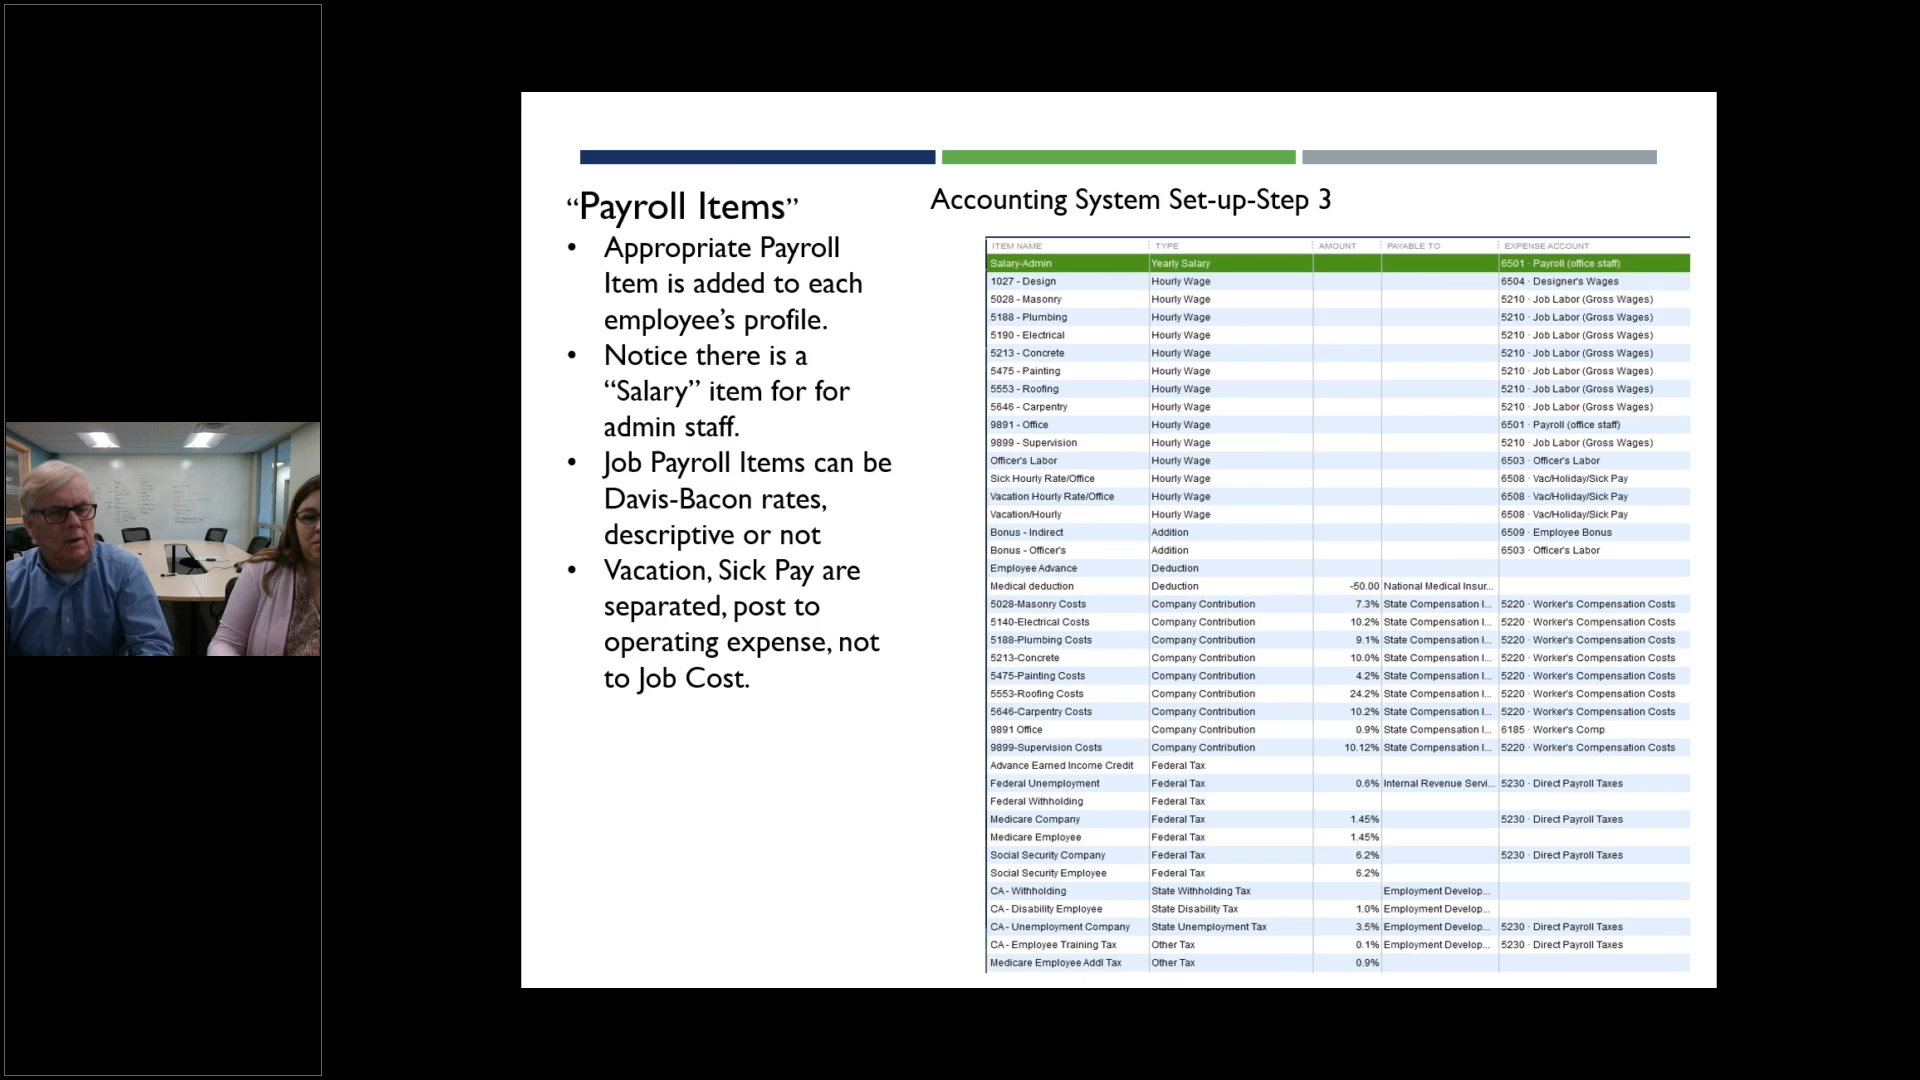 “Payroll Items”
• Appropriate Payroll
Item is added to each
employee’s profile.
• Notice there is a
“Salary” item for for
admin staff.
• Job Payroll Items can be
Davis-Bacon rates,
descriptive or not
• Vacation, Sick Pay are
separated, post to
operating expense, not
to Job Cost.
Accounting System Set-up-Step 3
ITEM NAME TYPE AMOUNT PAYABLE TO EXPENSE ACCOUNT
Salary-Admin Yearly Salary 6501 · Payroll (office staff)
1027 - Design Hourly Wage 6504 · Designer's Wages
5028 - Masonry Hourly Wage 5210 · Job Labor (Gross Wages)
5188 - Plumbing Hourly Wage 5210 · Job Labor (Gross Wages)
5190 - Electrical Hourly Wage 5210 · Job Labor (Gross Wages)
5213 - Concrete Hourly Wage 5210 · Job Labor (Gross Wages)
5475 - Painting Hourly Wage 5210 · Job Labor (Gross Wages)
5553 - Roofing Hourly Wage 5210 · Job Labor (Gross Wages)
5646 - Carpentry Hourly Wage 5210 · Job Labor (Gross Wages)
9891 - Office Hourly Wage 6501 · Payroll (office staff)
9899 - Supervision Hourly Wage 5210 · Job Labor (Gross Wages)
Officer's Labor Hourly Wage 6503 · Officer's Labor
Sick Hourly Rate/Office Hourly Wage 6508 · Vac/Holiday/Sick Pay
Vacation Hourly Rate/Office Hourly Wage 6508 · Vac/Holiday/Sick Pay
Vacation/Hourly Hourly Wage 6508 · Vac/Holiday/Sick Pay
Bonus - Indirect Addition 6509 · Employee Bonus
Bonus - Officer's Addition 6503 · Officer's Labor
Employee Advance Deduction
Medical deduction Deduction -50.00 National Medical Insur...
5028-Masonry Costs Company Contribution 7.3% State Compensation I... 5220 · Worker's Compensation Costs
5140-Electrical Costs Company Contribution 10.2% State Compensation I... 5220 · Worker's Compensation Costs
5188-Plumbing Costs Company Contribution 9.1% State Compensation I... 5220 · Worker's Compensation Costs
5213-Concrete Company Contribution 10.0% State Compensation I... 5220 · Worker's Compensation Costs
5475-Painting Costs Company Contribution 4.2% State Compensation I... 5220 · Worker's Compensation Costs
5553-Roofing Costs Company Contribution 24.2% State Compensation I... 5220 · Worker's Compensation Costs
5646-Carpentry Costs Company Contribution 10.2% State Compensation I... 5220 · Worker's Compensation Costs
9891 Office Company Contribution 0.9% State Compensation I... 6185 · Worker's Comp
9899-Supervision Costs Company Contribution 10.12% State Compensation I... 5220 · Worker's Compensation Costs
Advance Earned Income Credit Federal Tax
Federal Unemployment Federal Tax 0.6% Internal Revenue Servi... 5230 · Direct Payroll Taxes
Federal Withholding Federal Tax
Medicare Company Federal Tax 1.45% 5230 · Direct Payroll Taxes
Medicare Employee Federal Tax 1.45%
Social Security Company Federal Tax 6.2% 5230 · Direct Payroll Taxes
Social Security Employee Federal Tax 6.2%
CA - Withholding State Withholding Tax Employment Develop...
CA - Disability Employee State Disability Tax 1.0% Employment Develop...
CA - Unemployment Company State Unemployment Tax 3.5% Employment Develop... 5230 · Direct Payroll Taxes
CA - Employee Training Tax Other Tax 0.1% Employment Develop... 5230 · Direct Payroll Taxes
Medicare Employee Addl Tax Other Tax 0.9%